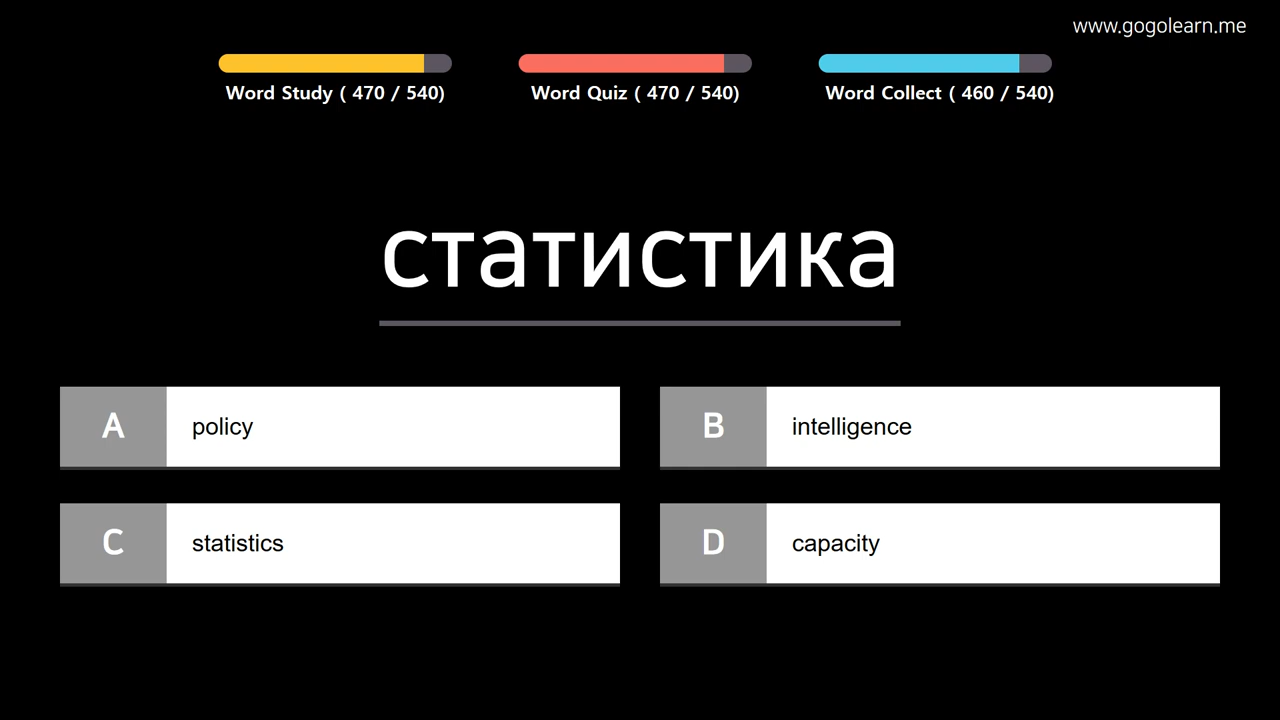 www.gogolearn.me
Word Study ( 470 / 540)
Word Quiz ( 470 / 540)
Word Collect ( 460 / 540)
статистика
A policy
B intelligence
C statistics
D capacity